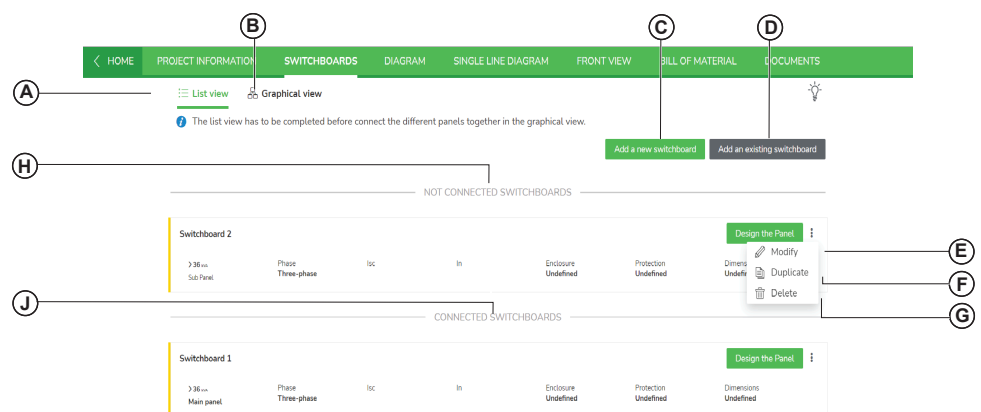 B C D
HOME PROJECT INFORMATION SWITCHBOARDS DIAGRAM SINGLE LINE DIAGRAM FRONT VIEW BILL OF MATERIAL DOCUMENTS
A List view Graphical view
i The list view has to be completed before connect the different panels together in the graphical view.
Add a new switchboard Add an existing switchboard
H
NOT CONNECTED SWITCHBOARDS
Switchboard 2 Design the Panel
Modify E
36 Phase Isc In Enclosure Protection
Sub Panel Three-phase Undefined Undefined
Duplicate F
Delete G
J
CONNECTED SWITCHBOARDS
Switchboard 1 Design the Panel
36 Phase Isc In Enclosure Protection Dimensions
Main panel Three-phase Undefined Undefined Undefined